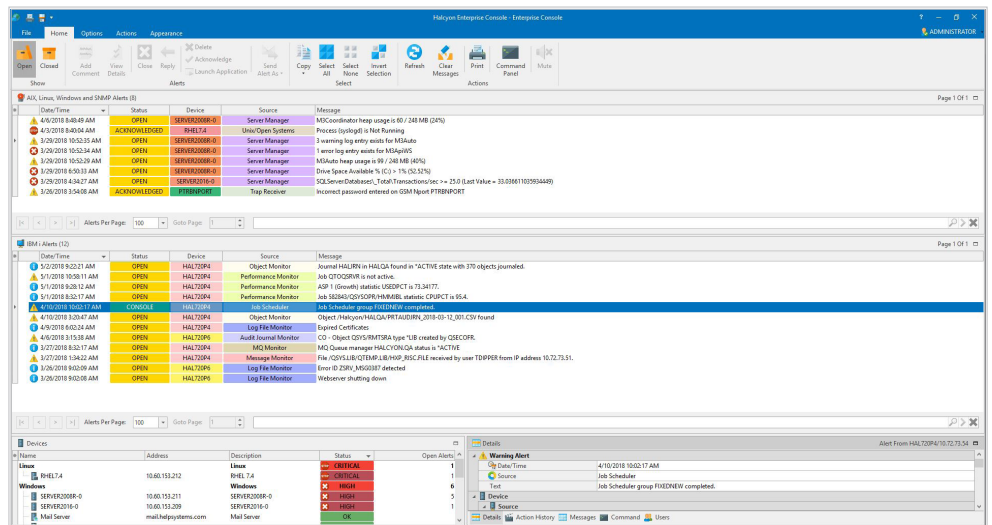 Halcyon Enterprise Console - Enterprise Console
File Home Options Actions Appearance ADMINISTRATOR
Open Closed Add Comment View Details Close Reply Delete Acknowledge Launch Application Send Alert As Copy Select All Select None Invert Selection Refresh Clear Messages Print Command Panel Mute
Show Alerts Select Actions
AIX, Linux, Windows and SNMP Alerts (8) Page 1 Of 1
Date/Time Status Device Source Message
4/6/2018 8:48:49 AM OPEN SERVER2008R-0 Server Manager M3Coordinator heap usage is 60 / 248 MB (24%)
4/3/2018 8:40:04 AM ACKNOWLEDGED RHEL7.4 Unix/Open Systems Process (syslogd) is Not Running
3/29/2018 10:52:35 AM OPEN SERVER2008R-0 Server Manager 3 warning log entry exists for M3Auto
3/29/2018 10:52:34 AM OPEN SERVER2008R-0 Server Manager 1 error log entry exists for M3ApiWS
3/29/2018 10:52:29 AM OPEN SERVER2008R-0 Server Manager M3Auto heap usage is 99 / 248 MB (40%)
3/29/2018 6:50:33 AM OPEN SERVER2008R-0 Server Manager Drive Space Available % (C:) > 1% (52.52%)
3/29/2018 4:34:27 AM OPEN SERVER2016-0 Server Manager SQLServer:Databases\_Total\Transactions/sec >= 25.0 (Last Value = 33.036611035934449)
3/26/2018 3:54:08 AM ACKNOWLEDGED PTRBNPORT Trap Receiver Incorrect password entered on GSM Nport PTRBNPORT
Alerts Per Page: 100 Goto Page: 1
IBM i Alerts (12) Page 1 Of 1
Date/Time Status Device Source Message
5/2/2018 9:22:21 AM OPEN HAL720P4 Object Monitor Journal HALJRN in HALQA found in *ACTIVE state with 370 objects journaled.
5/1/2018 10:58:11 AM OPEN HAL720P4 Performance Monitor Job QTOQSRVR is not active.
5/1/2018 9:28:12 AM OPEN HAL720P4 Performance Monitor ASP 1 (Growth) statistic USEDPCT is 73.34177.
5/1/2018 8:32:17 AM OPEN HAL720P4 Performance Monitor Job 582843/QSYSOPR/HMMJBL statistic CPUPCT is 95.4.
4/10/2018 10:02:17 AM CONSOLE HAL720P4 Job Scheduler Job Scheduler group FIXEDNEW completed.
4/10/2018 3:20:47 AM OPEN HAL720P4 Object Monitor Object /Halcyon/HALQA/PRTAUDJRN_2018-03-12_001.CSV found
4/9/2018 6:02:24 AM OPEN HAL720P4 Log File Monitor Expired Certificates
4/6/2018 3:15:38 AM OPEN HAL720P6 Audit Journal Monitor CO - Object QSYS/RMTSRA type *LIB created by QSECOFR.
3/27/2018 8:32:17 AM OPEN HAL720P4 MQ Monitor MQ Queue manager HALCYON.QA status is *ACTIVE
3/27/2018 1:34:22 AM OPEN HAL720P4 Message Monitor File /QSYS.LIB/QTEMP.LIB/HXP_RISC.FILE received by user TDIPPER from IP address 10.72.73.51.
3/26/2018 9:02:09 AM OPEN HAL720P6 Log File Monitor Error ID ZSRV_MSG0387 detected
3/26/2018 9:02:08 AM OPEN HAL720P6 Log File Monitor Webserver shutting down
Alerts Per Page: 100 Goto Page: 1
Devices
Name Address Description Status Open Alerts
Linux Linux CRITICAL 1
RHEL7.4 10.60.153.212 RHEL 7.4 CRITICAL 1
Windows Windows HIGH 6
SERVER2008R-0 10.60.153.211 SERVER2008R-0 HIGH 5
SERVER2016-0 10.60.153.209 SERVER2016-0 HIGH 1
Mail Server mail.helpsystems.com Mail Server OK
Details Alert From HAL720P4/10.72.73.54
Warning Alert
Date/Time 4/10/2018 10:02:17 AM
Source Job Scheduler
Text Job Scheduler group FIXEDNEW completed.
Device
Source
Details Action History Messages Command Users